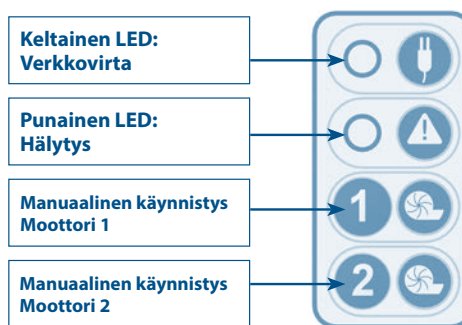 Keltainen LED:
Verkkovirta
Punainen LED:
Hälytys
Manuaalinen käynnistys
Moottori 1
1
Manuaalinen käynnistys
Moottori 2
2